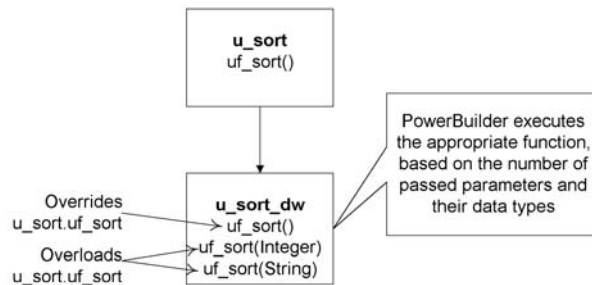 u_sort
uf_sort()
PowerBuilder executes
the appropriate function,
based on the number of
passed parameters and
their data types
u_sort_dw
uf_sort()
uf_sort(Integer)
uf_sort(String)
Overrides
u_sort.uf_sort
Overloads
u_sort.uf_sort